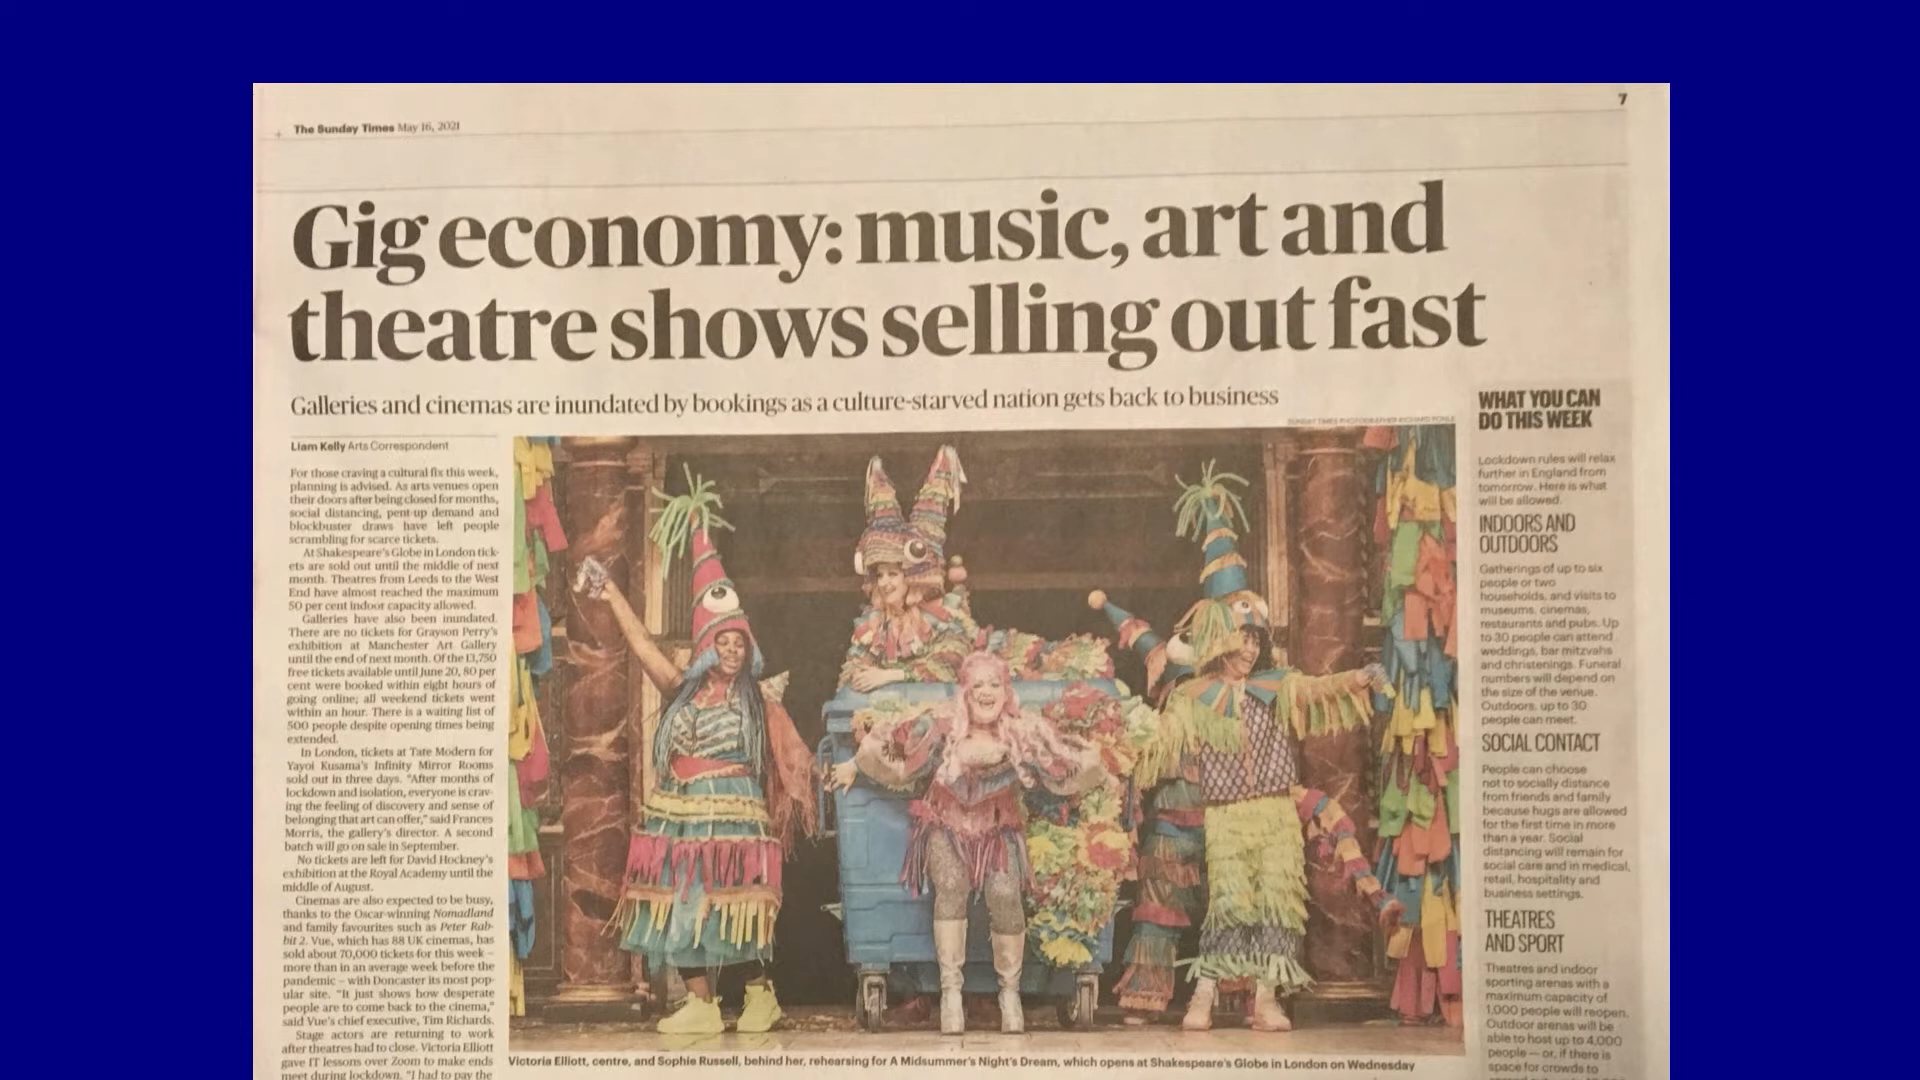 7
The Sunday Times May 16, 2021
Gig economy: music, art and
theatre shows selling out fast
Galleries and cinemas are inundated by bookings as a culture-starved nation gets back to business
SUNDAY TIMES PHOTOGRAPHER RICHARD POHLE
Liam Kelly Arts Correspondent
For those craving a cultural fix this week,
planning is advised. As arts venues open
their doors after being closed for months,
social distancing, pent-up demand and
blockbuster draws have left people
scrambling for scarce tickets.
At Shakespeare's Globe in London tick-
ets are sold out until the middle of next
month. Theatres from Leeds to the West
End have almost reached the maximum
50 per cent indoor capacity allowed.
Galleries have also been inundated.
There are no tickets for Grayson Perry's
exhibition at Manchester Art Gallery
until the end of next month. Of the 13,750
free tickets available until June 20, 80 per
cent were booked within eight hours of
going online; all weekend tickets went
within an hour. There is a waiting list of
500 people despite opening times being
extended.
In London, tickets at Tate Modern for
Yayoi Kusama's Infinity Mirror Rooms
sold out in three days. "After months of
lockdown and isolation, everyone is crav-
ing the feeling of discovery and sense of
belonging that art can offer," said Frances
Morris, the gallery's director. A second
batch will go on sale in September.
No tickets are left for David Hockney's
exhibition at the Royal Academy until the
middle of August.
Cinemas are also expected to be busy,
thanks to the Oscar-winning Nomadland
and family favourites such as Peter Rab-
bit 2. Vue, which has 88 UK cinemas, has
sold about 70,000 tickets for this week –
more than in an average week before the
pandemic – with Doncaster its most pop-
ular site. "It just shows how desperate
people are to come back to the cinema,"
said Vue's chief executive, Tim Richards.
Stage actors are returning to work
after theatres had to close. Victoria Elliott
gave IT lessons over Zoom to make ends
meet during lockdown. "I had to pay the
Victoria Elliott, centre, and Sophie Russell, behind her, rehearsing for A Midsummer's Night's Dream, which opens at Shakespeare's Globe in London on Wednesday
WHAT YOU CAN
DO THIS WEEK
Lockdown rules will relax
further in England from
tomorrow. Here is what
will be allowed.
INDOORS AND
OUTDOORS
Gatherings of up to six
people or two
households, and visits to
museums, cinemas,
restaurants and pubs. Up
to 30 people can attend
weddings, bar mitzvahs
and christenings. Funeral
numbers will depend on
the size of the venue.
Outdoors, up to 30
people can meet.
SOCIAL CONTACT
People can choose
not to socially distance
from friends and family
because hugs are allowed
for the first time in more
than a year. Social
distancing will remain for
social care and in medical,
retail, hospitality and
business settings.
THEATRES
AND SPORT
Theatres and indoor
sporting arenas with a
maximum capacity of
1,000 people will reopen.
Outdoor arenas will be
able to host up to 4,000
people — or, if there is
space for crowds to